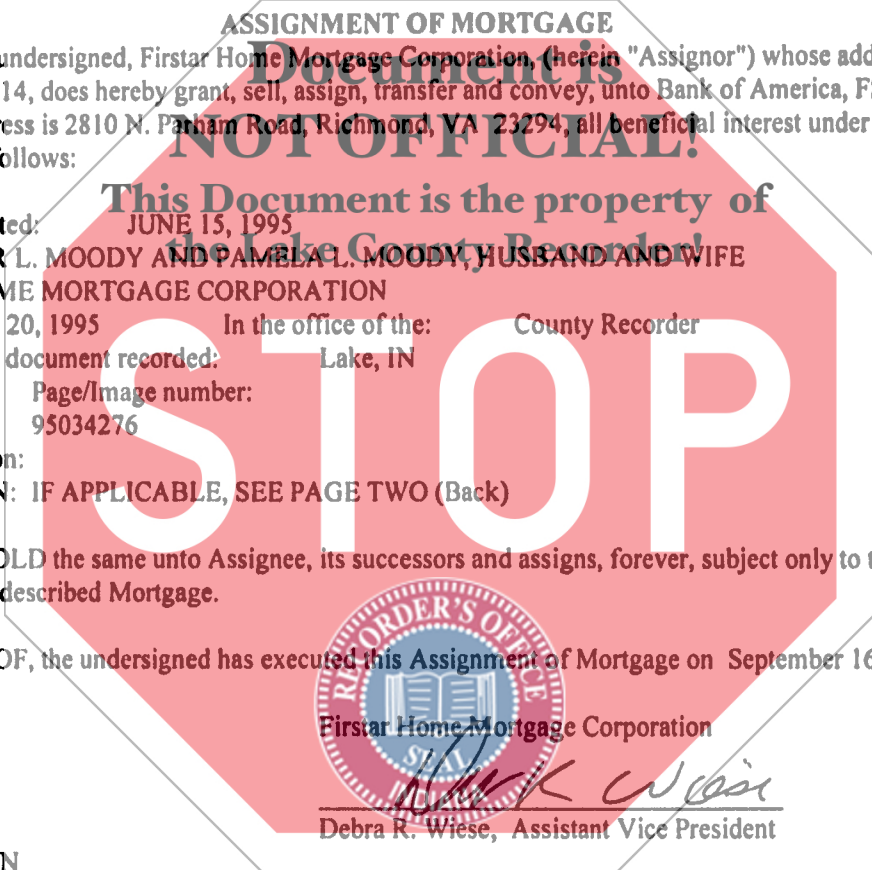 ASSIGNMENT OF MORTGAGE
undersigned, Firstar Home Mortgage Corporation, (herein "Assignor") whose add
Document is
14, does hereby grant, sell, assign, transfer and convey, unto Bank of America, F
ess is 2810 N. Parham Road, Richmond, VA 23294, all beneficial interest under
NOT OFFICIAL!
ollows:
This Document is the property of
ted: JUNE 15, 1995
the Lake County Recorder!
R L. MOODY AND PAMELA L. MOODY, HUSBAND AND WIFE
ME MORTGAGE CORPORATION
20, 1995 In the office of the: County Recorder
document recorded: Lake, IN
Page/Image number:
95034276
STOP
on:
N: IF APPLICABLE, SEE PAGE TWO (Back)
OLD the same unto Assignee, its successors and assigns, forever, subject only to t
described Mortgage.
RECORDER'S OFFICE
OF, the undersigned has executed this Assignment of Mortgage on September 16
Firstar Home Mortgage Corporation
SEAL
INDIANA
Debra R. Wiese
Debra R. Wiese, Assistant Vice President
N